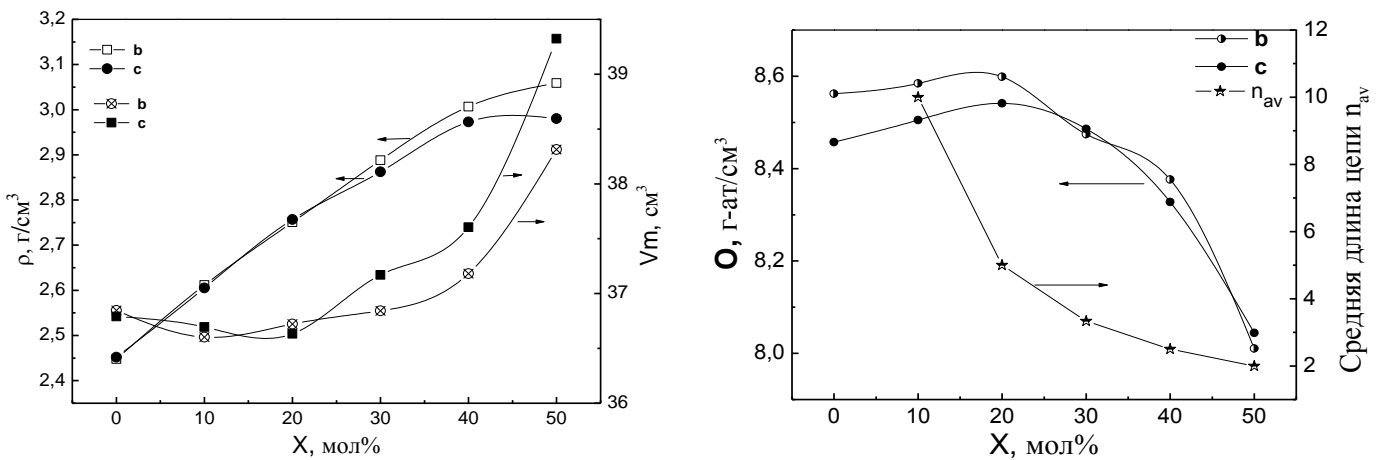 3,2
3,1
3,0
2,9
2,8
2,7
2,6
2,5
2,4
ρ, г/см³
b
c
b
c
39
38
37
36
Vm, см³
0 10 20 30 40 50
X, мол%
8,6
8,4
8,2
8,0
O, г-ат/см³
b
c
n_av
12
10
8
6
4
2
Средняя длина цепи n_av
0 10 20 30 40 50
X, мол%